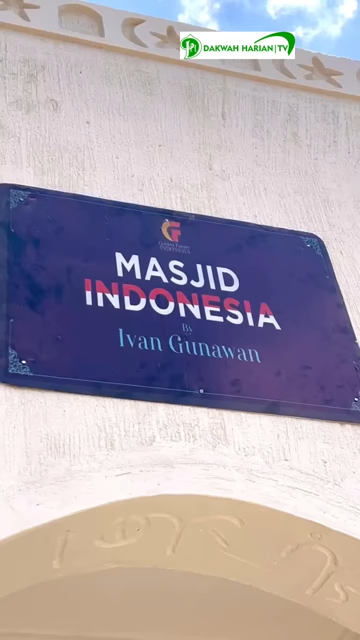 DAKWAH HARIAN|TV
MASJID
INDONESIA
By
Ivan Gunawan